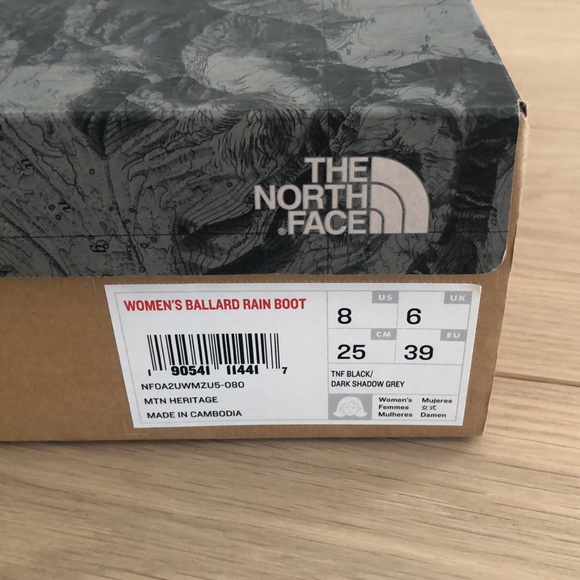 THE
NORTH
FACE
WOMEN'S BALLARD RAIN BOOT
US
8
UK
6
CM
25
EU
39
1 90541 11441 7
NF0A2UWMZU5-080
MTN HERITAGE
MADE IN CAMBODIA
TNF BLACK/
DARK SHADOW GREY
Women's Mujeres
Femmes 女式
Mulheres Damen